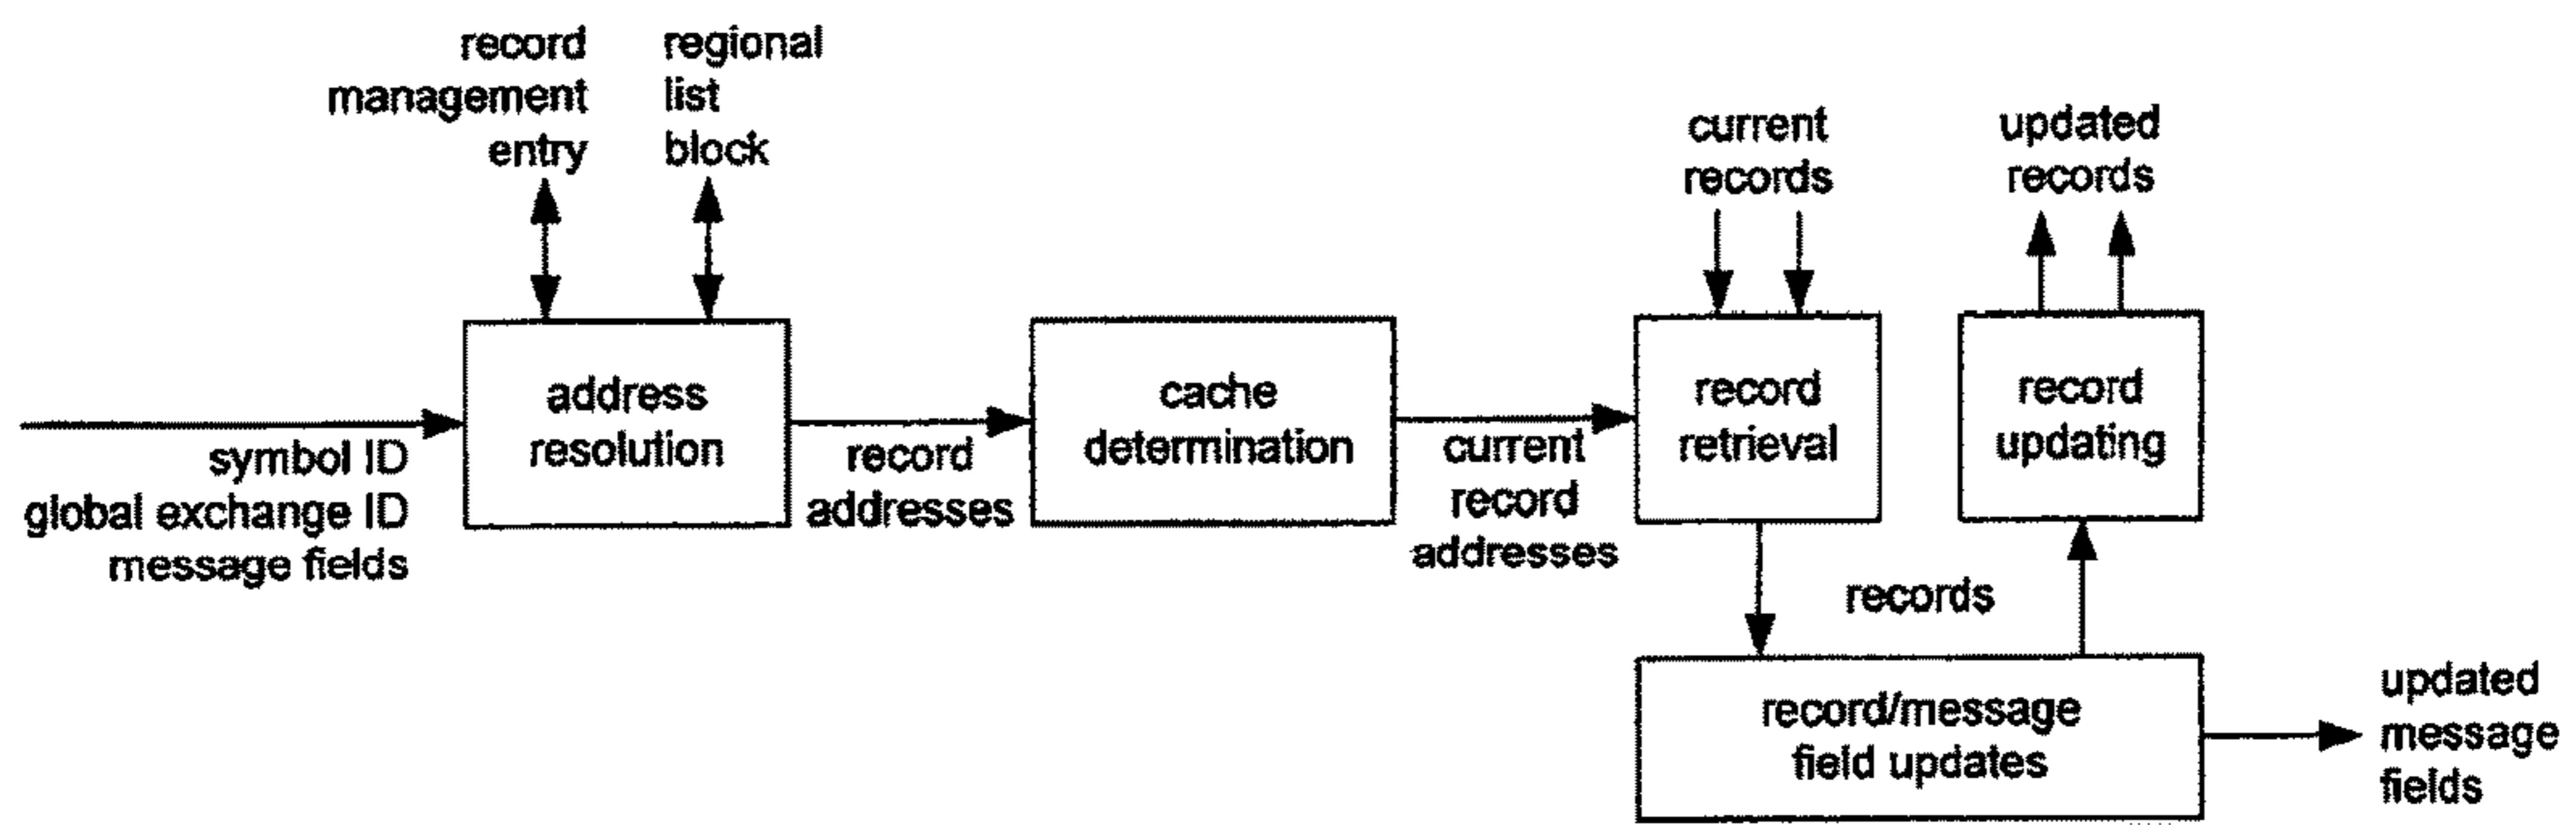 record
management
entry
regional
list
block
current
records
updated
records
symbol ID
global exchange ID
message fields
address
resolution
record
addresses
cache
determination
current
record
addresses
record
retrieval
record
updating
records
record/message
field updates
updated
message
fields